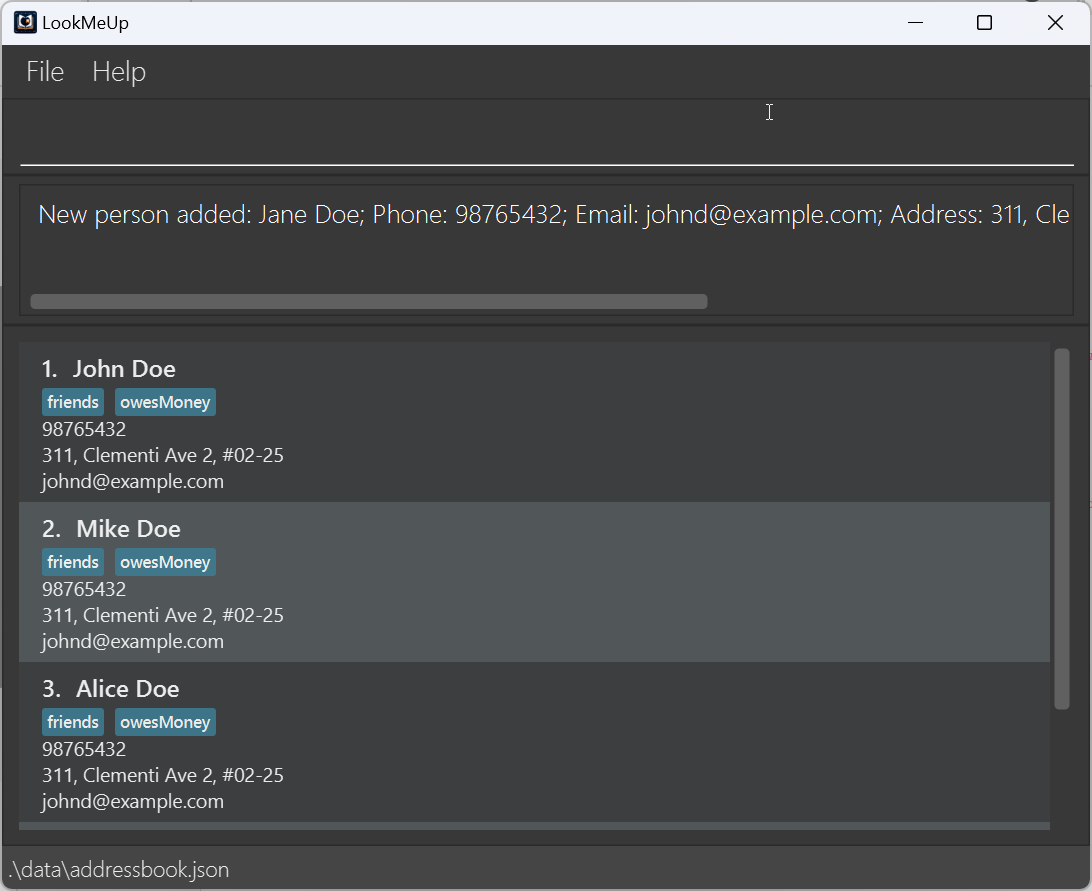 LookMeUp
File Help
New person added: Jane Doe; Phone: 98765432; Email: johnd@example.com; Address: 311, Cle
1. John Doe
friends owesMoney
98765432
311, Clementi Ave 2, #02-25
johnd@example.com
2. Mike Doe
friends owesMoney
98765432
311, Clementi Ave 2, #02-25
johnd@example.com
3. Alice Doe
friends owesMoney
98765432
311, Clementi Ave 2, #02-25
johnd@example.com
.\data\addressbook.json